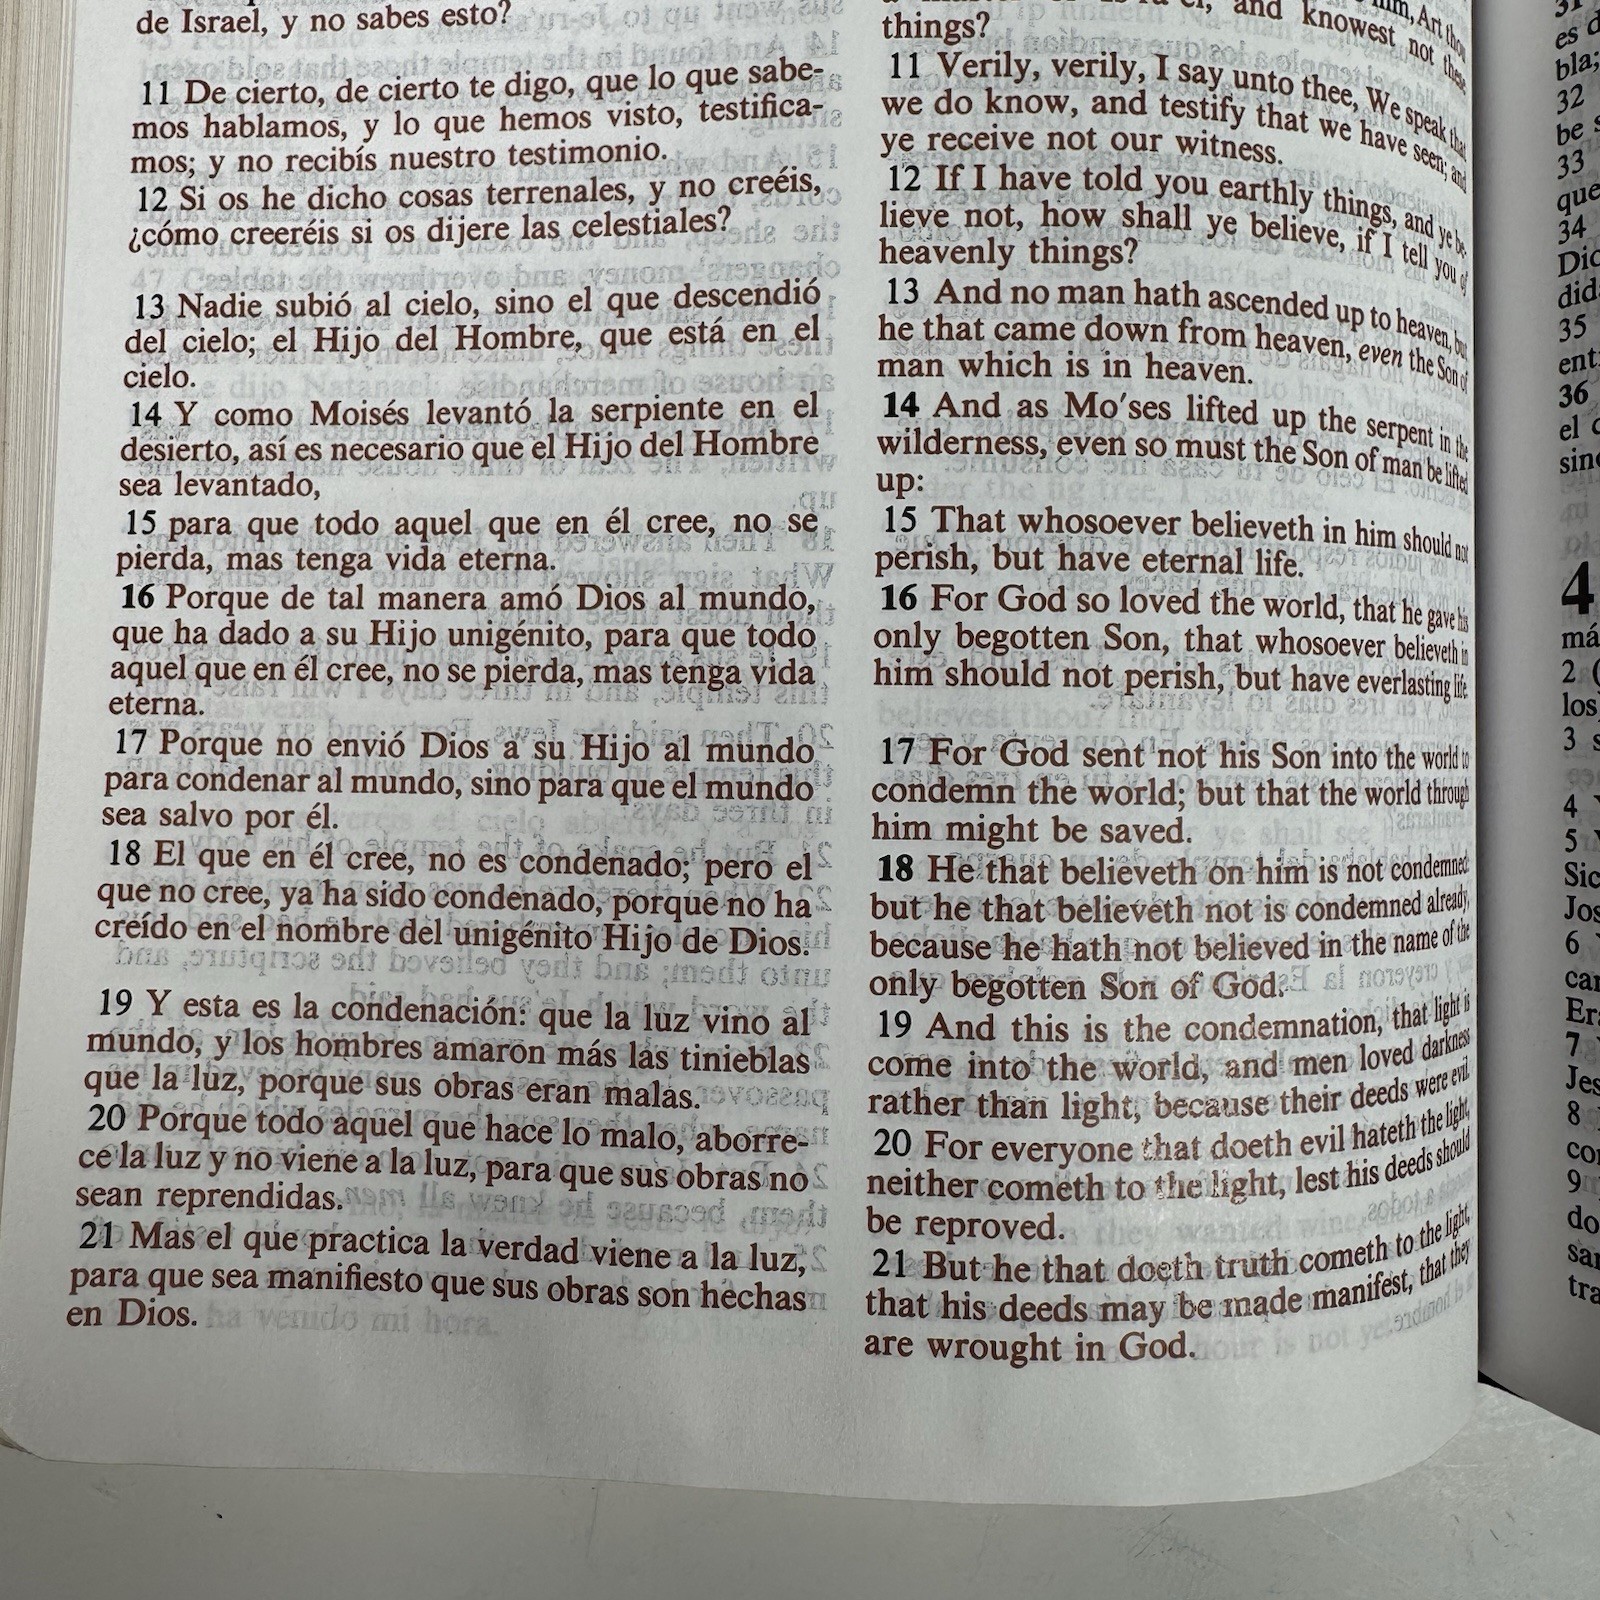 de Israel, y no sabes esto?
11 De cierto, de cierto te digo, que lo que sabe-
mos hablamos, y lo que hemos visto, testifica-
mos; y no recibís nuestro testimonio.
12 Si os he dicho cosas terrenales, y no creéis,
¿cómo creeréis si os dijere las celestiales?
13 Nadie subió al cielo, sino el que descendió
del cielo; el Hijo del Hombre, que está en el
cielo.
14 Y como Moisés levantó la serpiente en el
desierto, así es necesario que el Hijo del Hombre
sea levantado,
15 para que todo aquel que en él cree, no se
pierda, mas tenga vida eterna.
16 Porque de tal manera amó Dios al mundo,
que ha dado a su Hijo unigénito, para que todo
aquel que en él cree, no se pierda, mas tenga vida
eterna.
17 Porque no envió Dios a su Hijo al mundo
para condenar al mundo, sino para que el mundo
sea salvo por él.
18 El que en él cree, no es condenado; pero el
que no cree, ya ha sido condenado, porque no ha
creído en el nombre del unigénito Hijo de Dios.
19 Y esta es la condenación: que la luz vino al
mundo, y los hombres amaron más las tinieblas
que la luz, porque sus obras eran malas.
20 Porque todo aquel que hace lo malo, aborre-
ce la luz y no viene a la luz, para que sus obras no
sean reprendidas.
21 Mas el que practica la verdad viene a la luz,
para que sea manifiesto que sus obras son hechas
en Dios.
and knowest not these
things?
11 Verily, verily, I say unto thee, We speak that
we do know, and testify that we have seen; and
ye receive not our witness.
12 If I have told you earthly things, and ye be-
lieve not, how shall ye believe, if I tell you of
heavenly things?
13 And no man hath ascended up to heaven, but
he that came down from heaven, even the Son of
man which is in heaven.
14 And as Mo'ses lifted up the serpent in the
wilderness, even so must the Son of man be lifted
up:
15 That whosoever believeth in him should not
perish, but have eternal life.
16 For God so loved the world, that he gave his
only begotten Son, that whosoever believeth in
him should not perish, but have everlasting life.
17 For God sent not his Son into the world to
condemn the world; but that the world through
him might be saved.
18 He that believeth on him is not condemned:
but he that believeth not is condemned already,
because he hath not believed in the name of the
only begotten Son of God.
19 And this is the condemnation, that light is
come into the world, and men loved darkness
rather than light, because their deeds were evil.
20 For everyone that doeth evil hateth the light,
neither cometh to the light, lest his deeds should
be reproved.
21 But he that doeth truth cometh to the light,
that his deeds may be made manifest, that they
are wrought in God.
31
es
bla;
32
be
33
que
34
35
36
el
4
2
los
3
4
5
6
7
8
9